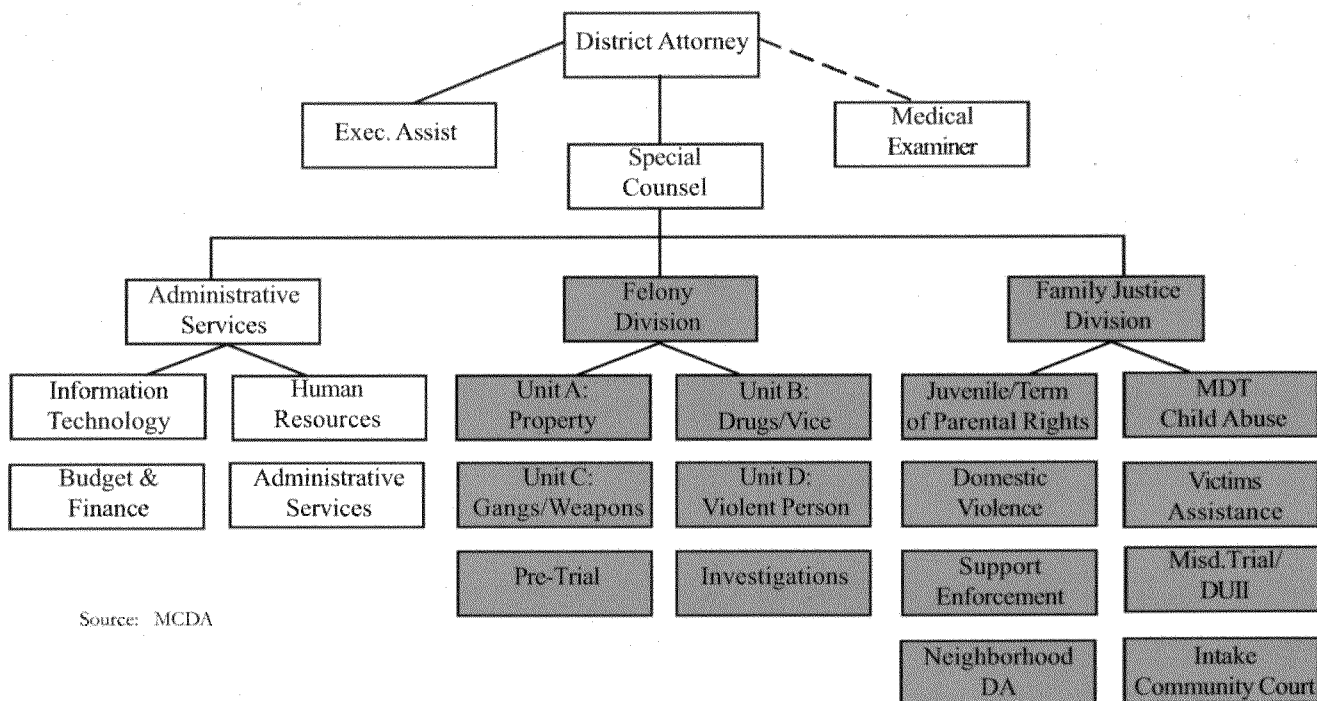 District Attorney
Exec. Assist
Medical
Examiner
Special
Counsel
Administrative
Services
Felony
Division
Family Justice
Division
Information
Technology
Human
Resources
Unit A:
Property
Unit B:
Drugs/Vice
Juvenile/Term
of Parental Rights
MDT
Child Abuse
Budget &
Finance
Administrative
Services
Unit C:
Gangs/Weapons
Unit D:
Violent Person
Domestic
Violence
Victims
Assistance
Pre-Trial
Investigations
Support
Enforcement
Misd.Trial/
DUII
Source: MCDA
Neighborhood
DA
Intake
Community Court